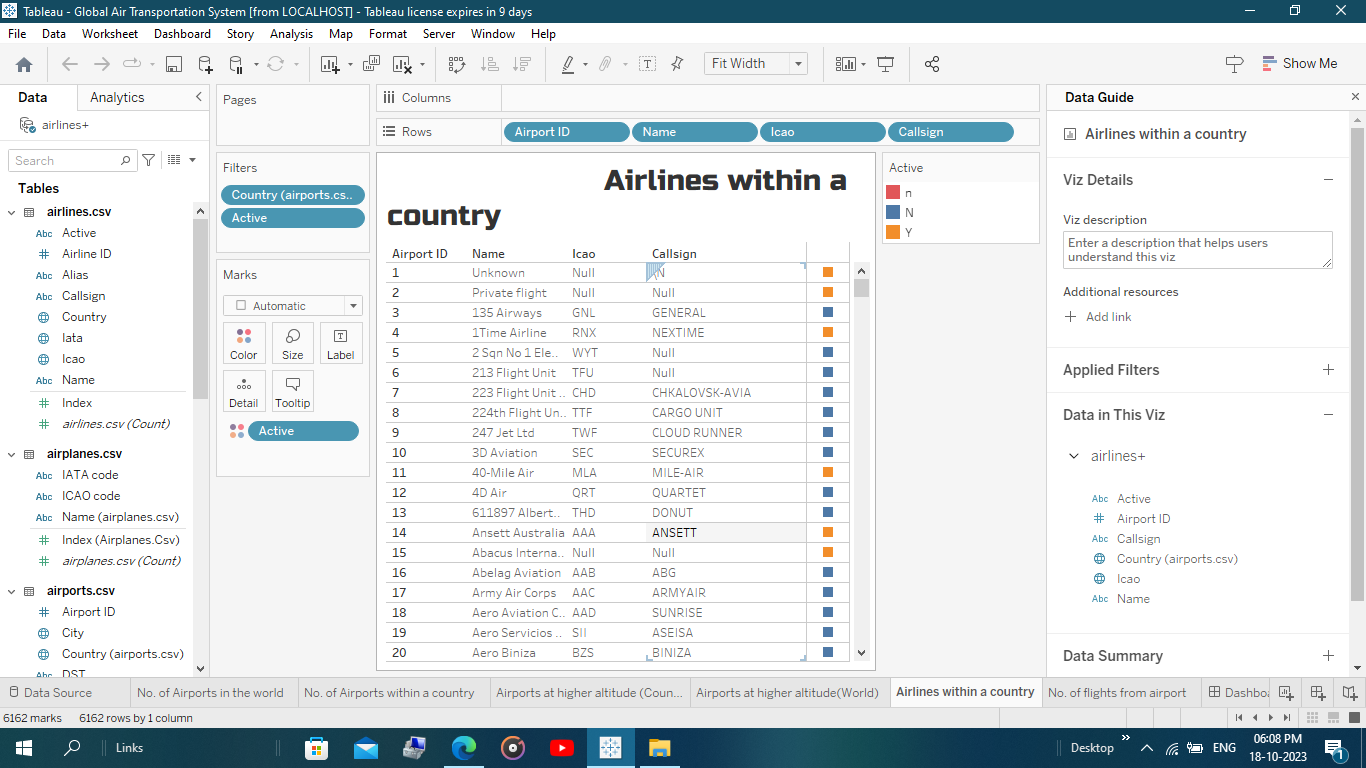 Tableau - Global Air Transportation System [from LOCALHOST] - Tableau license expires in 9 days
File Data Worksheet Dashboard Story Analysis Map Format Server Window Help
Fit Width
Show Me
Data Analytics
airlines+
Search
Tables
airlines.csv
Abc Active
Airline ID
Abc Alias
Abc Callsign
Country
Iata
Icao
Abc Name
Index
airlines.csv (Count)
airplanes.csv
Abc IATA code
Abc ICAO code
Abc Name (airplanes.csv)
Index (Airplanes.Csv)
airplanes.csv (Count)
airports.csv
Airport ID
Abc City
Country (airports.csv)
Abc DST
Pages
Filters
Country (airports.cs..
Active
Marks
Automatic
Color Size Label
Detail Tooltip
Active
Columns
Rows Airport ID Name Icao Callsign
Airlines within a
country
Airport ID Name Icao Callsign
1 Unknown Null \N
2 Private flight Null Null
3 135 Airways GNL GENERAL
4 1Time Airline RNX NEXTIME
5 2 Sqn No 1 Ele.. WYT Null
6 213 Flight Unit TFU Null
7 223 Flight Unit .. CHD CHKALOVSK-AVIA
8 224th Flight Un.. TTF CARGO UNIT
9 247 Jet Ltd TWF CLOUD RUNNER
10 3D Aviation SEC SECUREX
11 40-Mile Air MLA MILE-AIR
12 4D Air QRT QUARTET
13 611897 Albert.. THD DONUT
14 Ansett Australia AAA ANSETT
15 Abacus Interna.. Null Null
16 Abelag Aviation AAB ABG
17 Army Air Corps AAC ARMYAIR
18 Aero Aviation C.. AAD SUNRISE
19 Aero Servicios .. SII ASEISA
20 Aero Biniza BZS BINIZA
Active
n
N
Y
Data Guide
Airlines within a country
Viz Details
Viz description
Enter a description that helps users
understand this viz
Additional resources
Add link
Applied Filters
Data in This Viz
airlines+
Abc Active
Airport ID
Abc Callsign
Country (airports.csv)
Icao
Abc Name
Data Summary
Data Source No. of Airports in the world No. of Airports within a country Airports at higher altitude (Coun... Airports at higher altitude(World) Airlines within a country No. of flights from airport Dashbo
6162 marks 6162 rows by 1 column
Links
Desktop
ENG
06:08 PM
18-10-2023
1